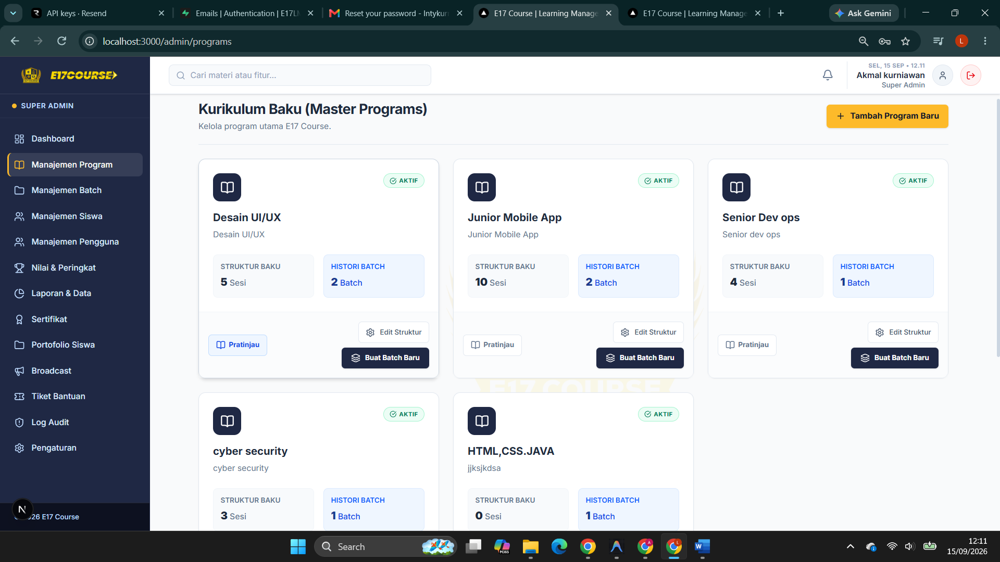 API keys · Resend
Emails | Authentication | E17L
Reset your password - Intykur
E17 Course | Learning Manage
E17 Course | Learning Manage
Ask Gemini
localhost:3000/admin/programs
L
E17COURSE
SUPER ADMIN
Dashboard
Manajemen Program
Manajemen Batch
Manajemen Siswa
Manajemen Pengguna
Nilai & Peringkat
Laporan & Data
Sertifikat
Portofolio Siswa
Broadcast
Tiket Bantuan
Log Audit
Pengaturan
N
26 E17 Course
Cari materi atau fitur...
SEL, 15 SEP • 12.11
Akmal kurniawan
Super Admin
Kurikulum Baku (Master Programs)
Kelola program utama E17 Course.
Tambah Program Baru
AKTIF
Desain UI/UX
Desain UI/UX
STRUKTUR BAKU
5 Sesi
HISTORI BATCH
2 Batch
Pratinjau
Edit Struktur
Buat Batch Baru
AKTIF
Junior Mobile App
Junior Mobile App
STRUKTUR BAKU
10 Sesi
HISTORI BATCH
2 Batch
Pratinjau
Edit Struktur
Buat Batch Baru
AKTIF
Senior Dev ops
Senior dev ops
STRUKTUR BAKU
4 Sesi
HISTORI BATCH
1 Batch
Pratinjau
Edit Struktur
Buat Batch Baru
E17 COURSE
AKTIF
cyber security
cyber security
STRUKTUR BAKU
3 Sesi
HISTORI BATCH
1 Batch
AKTIF
HTML,CSS.JAVA
jjksjkdsa
STRUKTUR BAKU
0 Sesi
HISTORI BATCH
1 Batch
Search
M365
A
L
W
12:11
15/09/2026